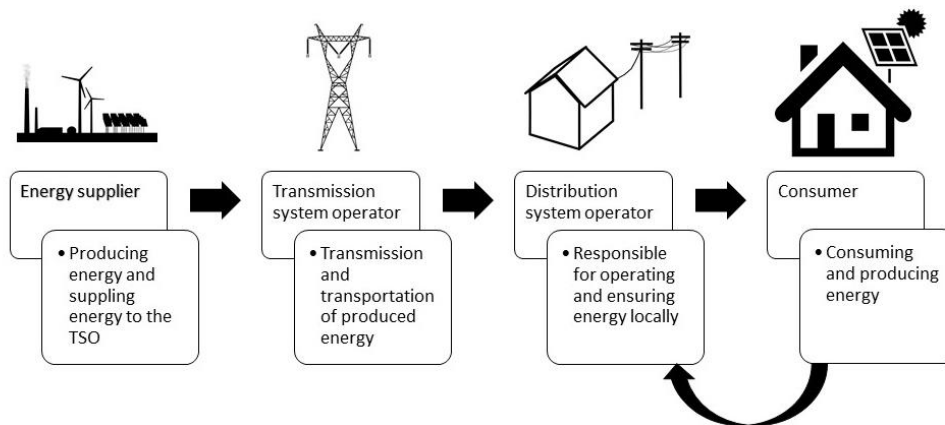 Energy supplier
• Producing
energy and
suppling
energy to the
TSO
Transmission
system operator
• Transmission
and
transportation
of produced
energy
Distribution
system operator
• Responsible
for operating
and ensuring
energy locally
Consumer
• Consuming
and producing
energy